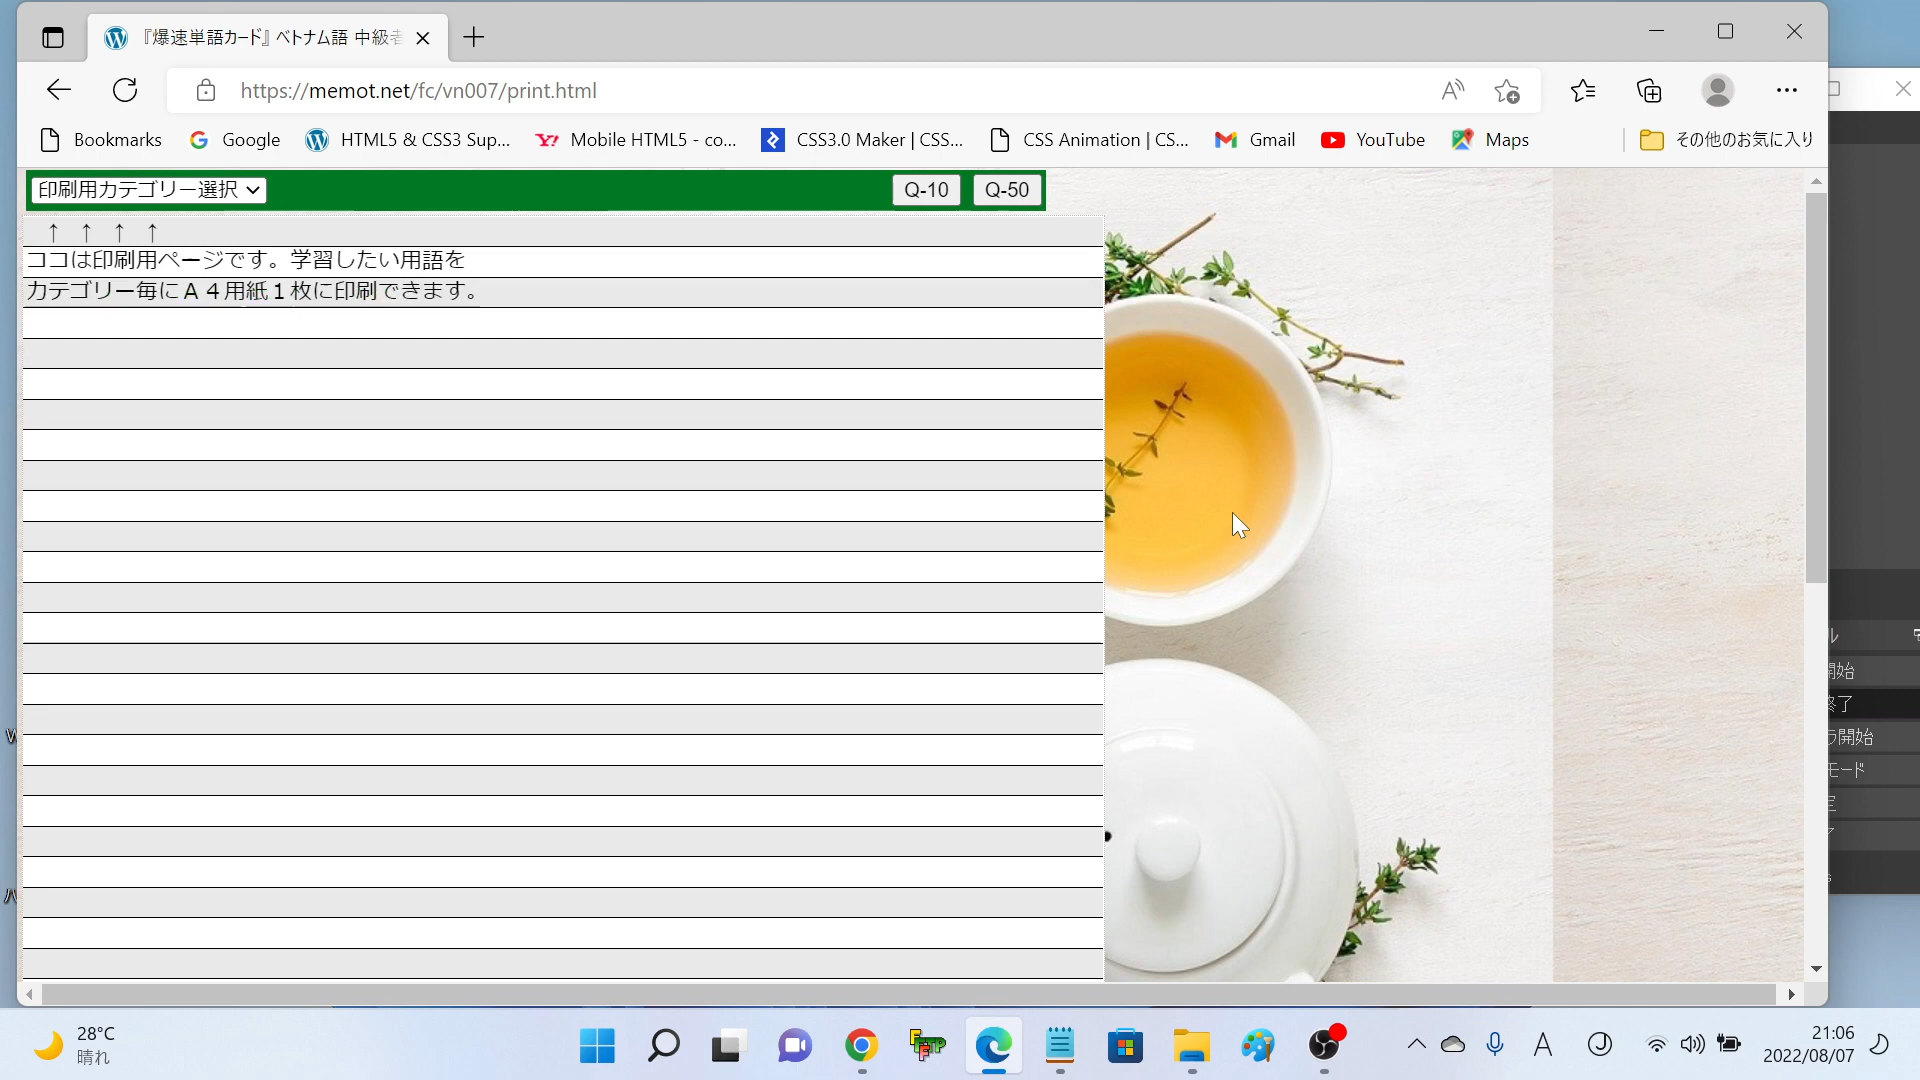 『爆速単語カード』 ベトナム語 中級者
https://memot.net/fc/vn007/print.html
Bookmarks
Google
HTML5 & CSS3 Sup...
Mobile HTML5 - co...
CSS3.0 Maker | CSS...
CSS Animation | CS...
Gmail
YouTube
Maps
その他のお気に入り
印刷用カテゴリー選択
Q-10
Q-50
↑ ↑ ↑ ↑
ココは印刷用ページです。学習したい用語を
カテゴリー毎にＡ４用紙１枚に印刷できます。
ル
開始
終了
ラ開始
モード
28°C
晴れ
A
21:06
2022/08/07